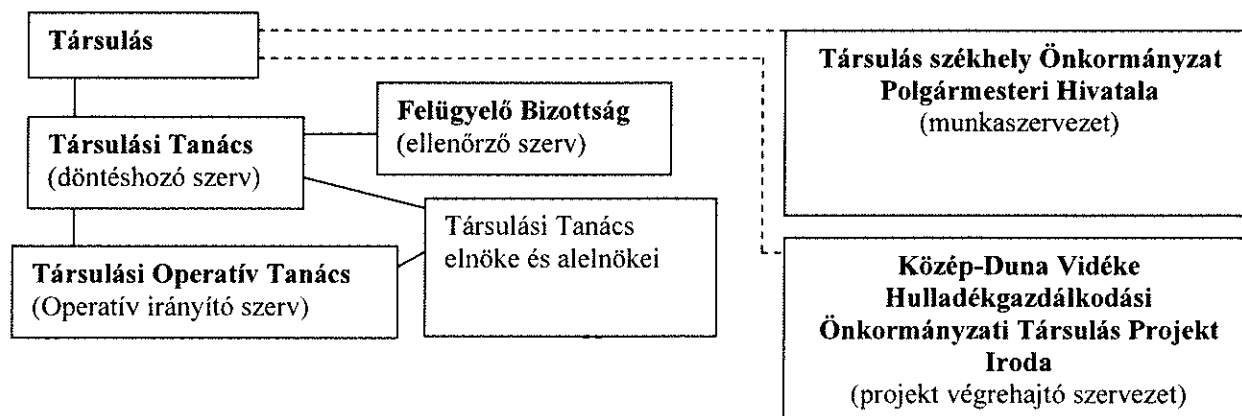 Társulás
Társulási Tanács
(döntéshozó szerv)
Felügyelő Bizottság
(ellenőrző szerv)
Társulási Tanács
elnöke és alelnökei
Társulási Operatív Tanács
(Operatív irányító szerv)
Társulás székhely Önkormányzat
Polgármesteri Hivatala
(munkaszervezet)
Közép-Duna Vidéke
Hulladékgazdálkodási
Önkormányzati Társulás Projekt
Iroda
(projekt végrehajtó szervezet)